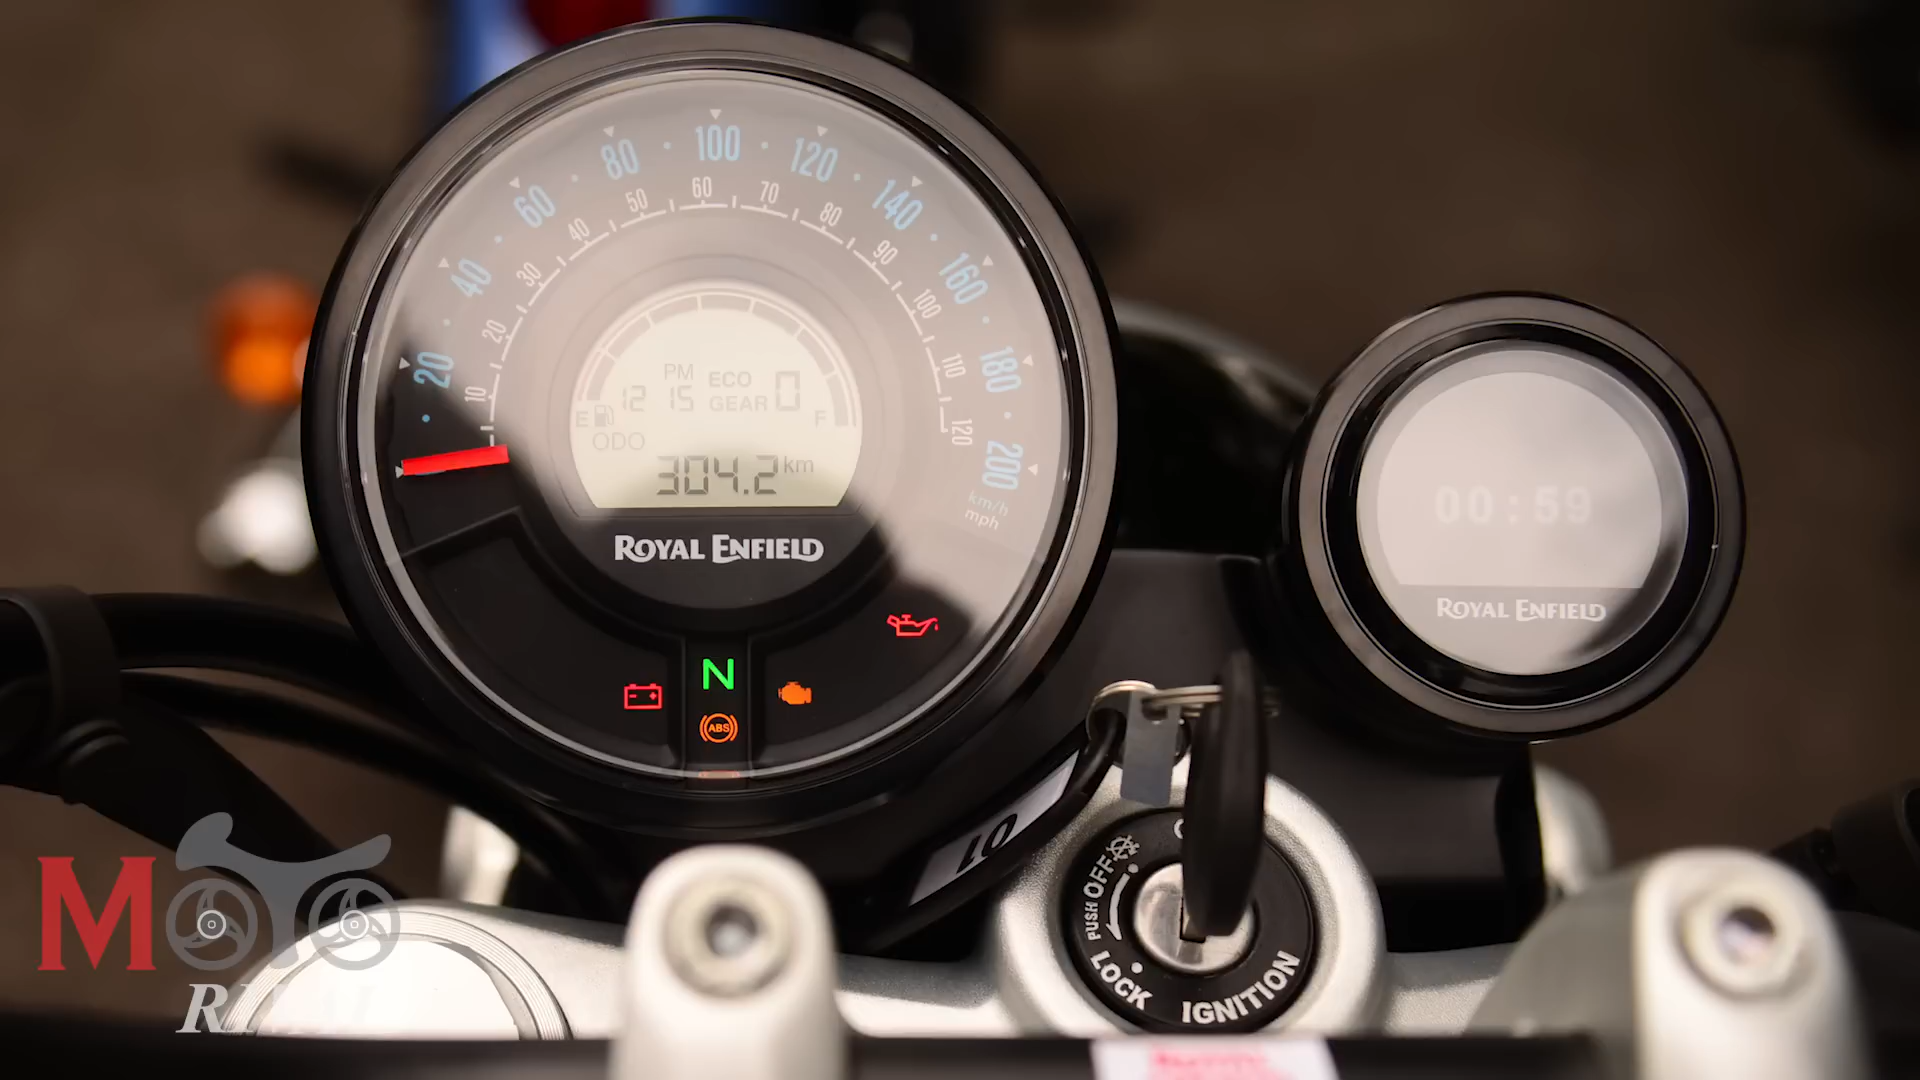 20
40
60
80
100
120
140
160
180
200
10
20
30
40
50
60
70
80
90
100
110
120
km/h
mph
PM ECO
12 15 GEAR 0
E F
ODO
304.2 km
ROYAL ENFIELD
N
ABS
00:59
ROYAL ENFIELD
01
OFF
PUSH
LOCK
IGNITION
MOTO